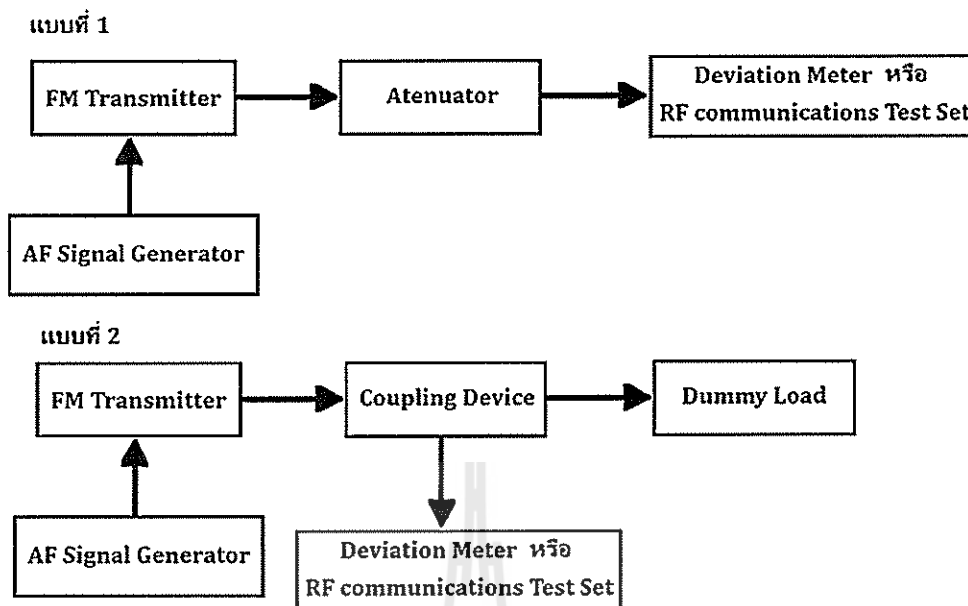 แบบที่ 1
FM Transmitter
Atenuator
Deviation Meter หรือ
RF communications Test Set
AF Signal Generator
แบบที่ 2
FM Transmitter
Coupling Device
Dummy Load
AF Signal Generator
Deviation Meter หรือ
RF communications Test Set